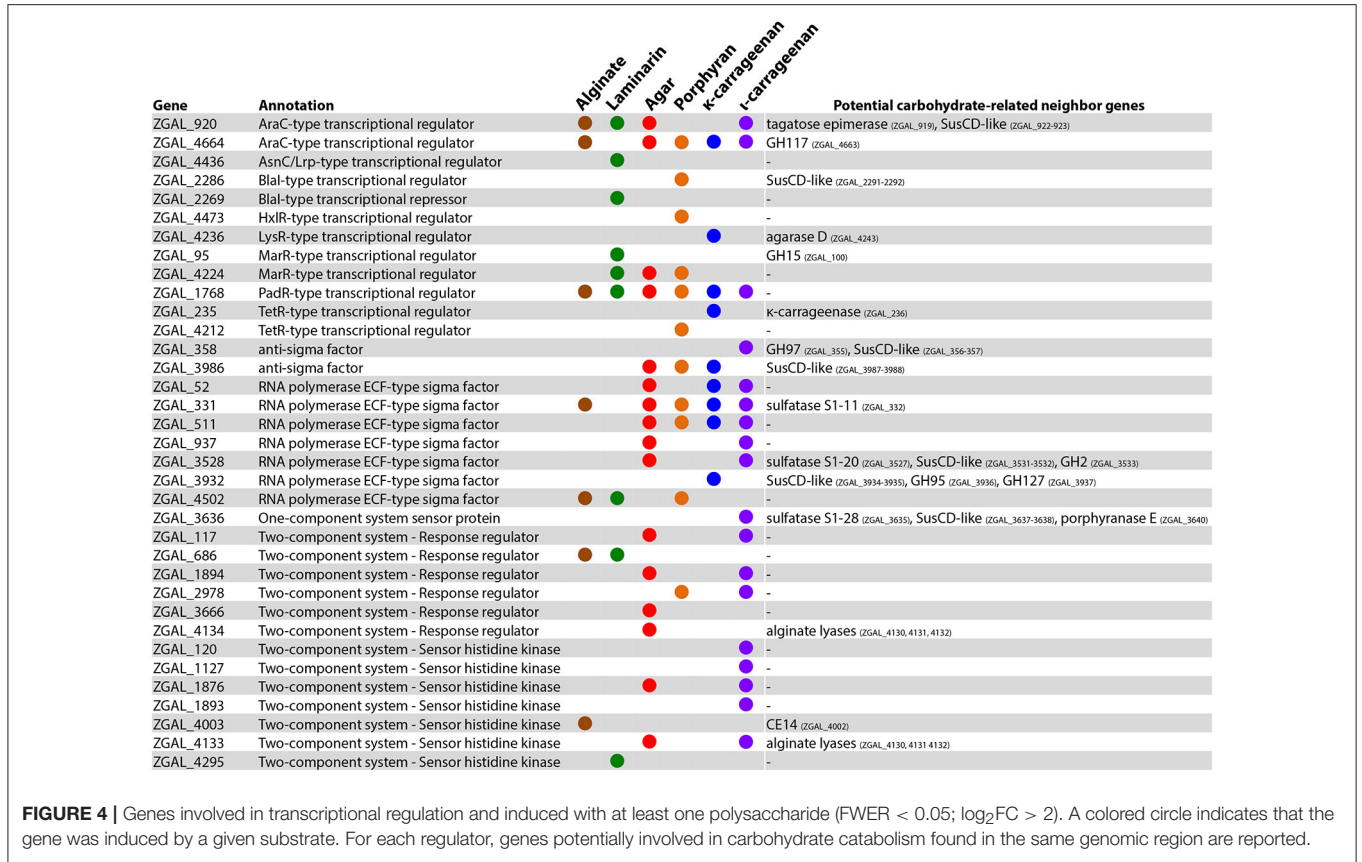 Alginate
Laminarin
Agar
Porphyran
κ-carrageenan
ι-carrageenan
Gene Annotation Potential carbohydrate-related neighbor genes
ZGAL_920 AraC-type transcriptional regulator tagatose epimerase (ZGAL_919), SusCD-like (ZGAL_922-923)
ZGAL_4664 AraC-type transcriptional regulator GH117 (ZGAL_4663)
ZGAL_4436 AsnC/Lrp-type transcriptional regulator -
ZGAL_2286 BlaI-type transcriptional regulator SusCD-like (ZGAL_2291-2292)
ZGAL_2269 BlaI-type transcriptional repressor -
ZGAL_4473 HxlR-type transcriptional regulator -
ZGAL_4236 LysR-type transcriptional regulator agarase D (ZGAL_4243)
ZGAL_95 MarR-type transcriptional regulator GH15 (ZGAL_100)
ZGAL_4224 MarR-type transcriptional regulator -
ZGAL_1768 PadR-type transcriptional regulator -
ZGAL_235 TetR-type transcriptional regulator κ-carrageenase (ZGAL_236)
ZGAL_4212 TetR-type transcriptional regulator -
ZGAL_358 anti-sigma factor GH97 (ZGAL_355), SusCD-like (ZGAL_356-357)
ZGAL_3986 anti-sigma factor SusCD-like (ZGAL_3987-3988)
ZGAL_52 RNA polymerase ECF-type sigma factor -
ZGAL_331 RNA polymerase ECF-type sigma factor sulfatase S1-11 (ZGAL_332)
ZGAL_511 RNA polymerase ECF-type sigma factor -
ZGAL_937 RNA polymerase ECF-type sigma factor -
ZGAL_3528 RNA polymerase ECF-type sigma factor sulfatase S1-20 (ZGAL_3527), SusCD-like (ZGAL_3531-3532), GH2 (ZGAL_3533)
ZGAL_3932 RNA polymerase ECF-type sigma factor SusCD-like (ZGAL_3934-3935), GH95 (ZGAL_3936), GH127 (ZGAL_3937)
ZGAL_4502 RNA polymerase ECF-type sigma factor -
ZGAL_3636 One-component system sensor protein sulfatase S1-28 (ZGAL_3635), SusCD-like (ZGAL_3637-3638), porphyranase E (ZGAL_3640)
ZGAL_117 Two-component system - Response regulator -
ZGAL_686 Two-component system - Response regulator -
ZGAL_1894 Two-component system - Response regulator -
ZGAL_2978 Two-component system - Response regulator -
ZGAL_3666 Two-component system - Response regulator -
ZGAL_4134 Two-component system - Response regulator alginate lyases (ZGAL_4130, 4131, 4132)
ZGAL_120 Two-component system - Sensor histidine kinase -
ZGAL_1127 Two-component system - Sensor histidine kinase -
ZGAL_1876 Two-component system - Sensor histidine kinase -
ZGAL_1893 Two-component system - Sensor histidine kinase -
ZGAL_4003 Two-component system - Sensor histidine kinase CE14 (ZGAL_4002)
ZGAL_4133 Two-component system - Sensor histidine kinase alginate lyases (ZGAL_4130, 4131 4132)
ZGAL_4295 Two-component system - Sensor histidine kinase -
FIGURE 4 | Genes involved in transcriptional regulation and induced with at least one polysaccharide (FWER < 0.05; log₂FC > 2). A colored circle indicates that the
gene was induced by a given substrate. For each regulator, genes potentially involved in carbohydrate catabolism found in the same genomic region are reported.